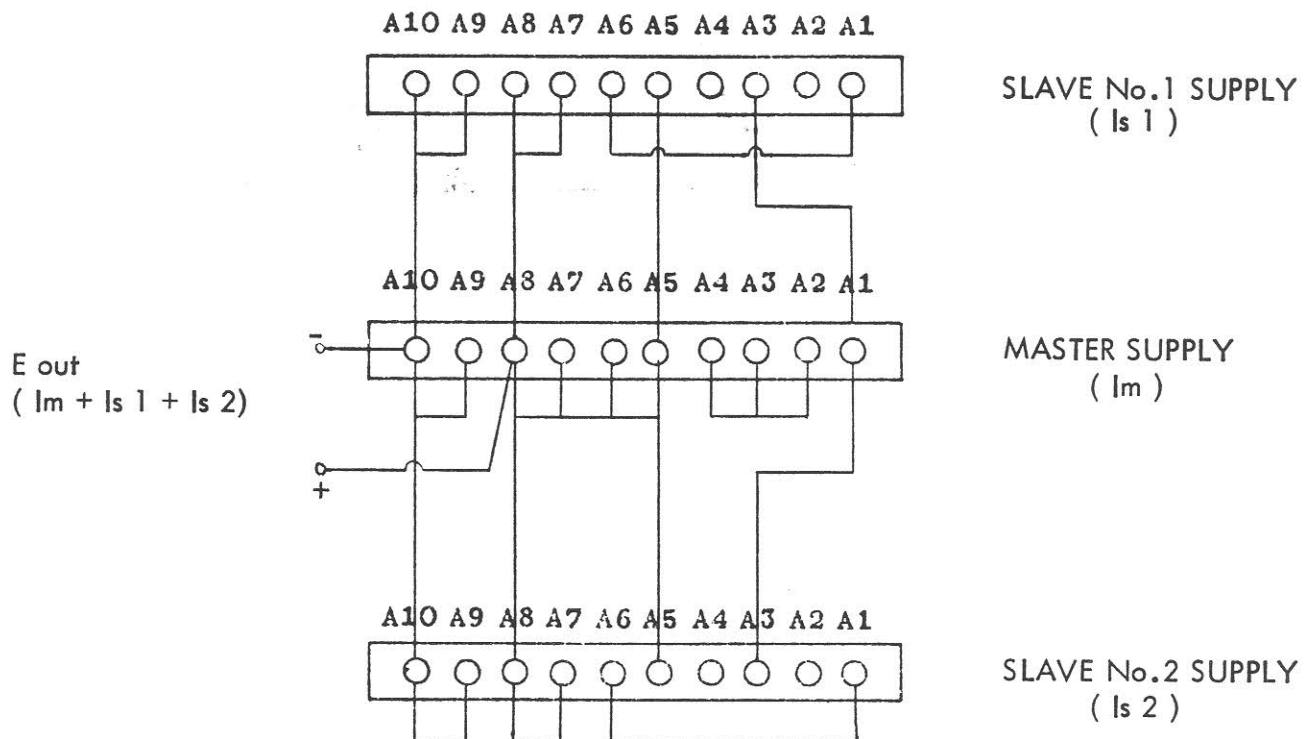 A10 A9 A8 A7 A6 A5 A4 A3 A2 A1
SLAVE No.1 SUPPLY
( Is 1 )
A10 A9 A8 A7 A6 A5 A4 A3 A2 A1
-
E out
( Im + Is 1 + Is 2)
MASTER SUPPLY
( Im )
+
A10 A9 A8 A7 A6 A5 A4 A3 A2 A1
SLAVE No.2 SUPPLY
( Is 2 )